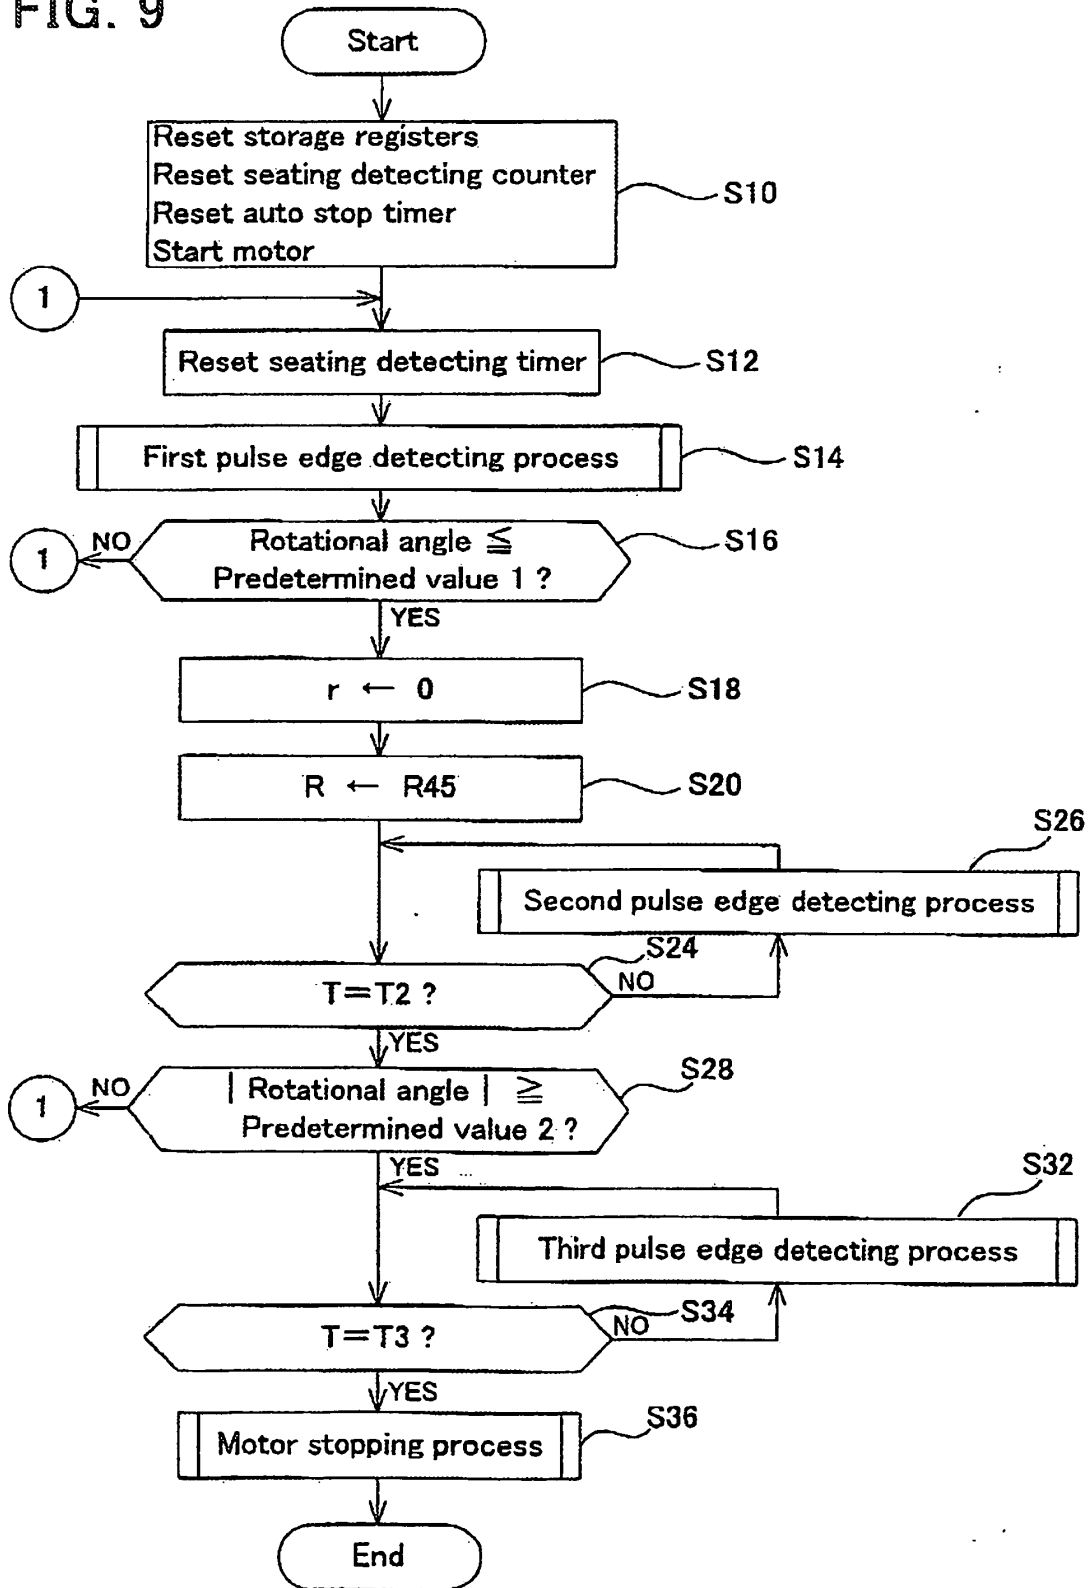 FIG. 9
Start
Reset storage registers
Reset seating detecting counter
Reset auto stop timer
Start motor
S10
1
Reset seating detecting timer
S12
First pulse edge detecting process
S14
Rotational angle ≦
Predetermined value 1 ?
S16
NO
1
YES
r ← 0
S18
R ← R45
S20
S26
Second pulse edge detecting process
S24
T=T2 ?
NO
YES
| Rotational angle | ≧
Predetermined value 2 ?
S28
NO
1
YES
S32
Third pulse edge detecting process
S34
T=T3 ?
NO
YES
Motor stopping process
S36
End